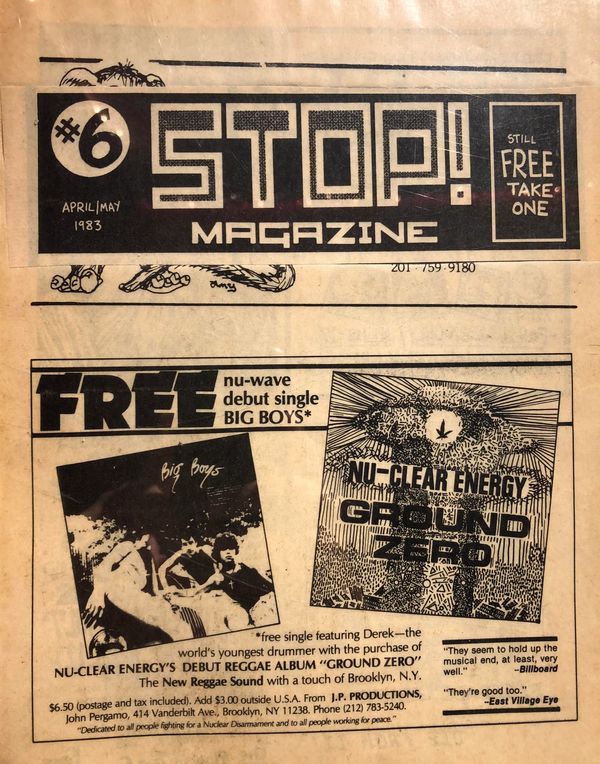 #6
APRIL/MAY
1983
STOP!
MAGAZINE
STILL
FREE
TAKE
ONE
201·759·9180
FREE
nu-wave
debut single
BIG BOYS*
Big Boys
NU-CLEAR ENERGY
GROUND
ZERO
*free single featuring Derek—the
world's youngest drummer with the purchase of
NU-CLEAR ENERGY'S DEBUT REGGAE ALBUM "GROUND ZERO"
The New Reggae Sound with a touch of Brooklyn, N.Y.
$6.50 (postage and tax included). Add $3.00 outside U.S.A. From J.P. PRODUCTIONS,
John Pergamo, 414 Vanderbilt Ave., Brooklyn, NY 11238. Phone (212) 783-5240.
"Dedicated to all people fighting for a Nuclear Disarmament and to all people working for peace."
"They seem to hold up the
musical end, at least, very
well."
--Billboard
"They're good too."
--East Village Eye